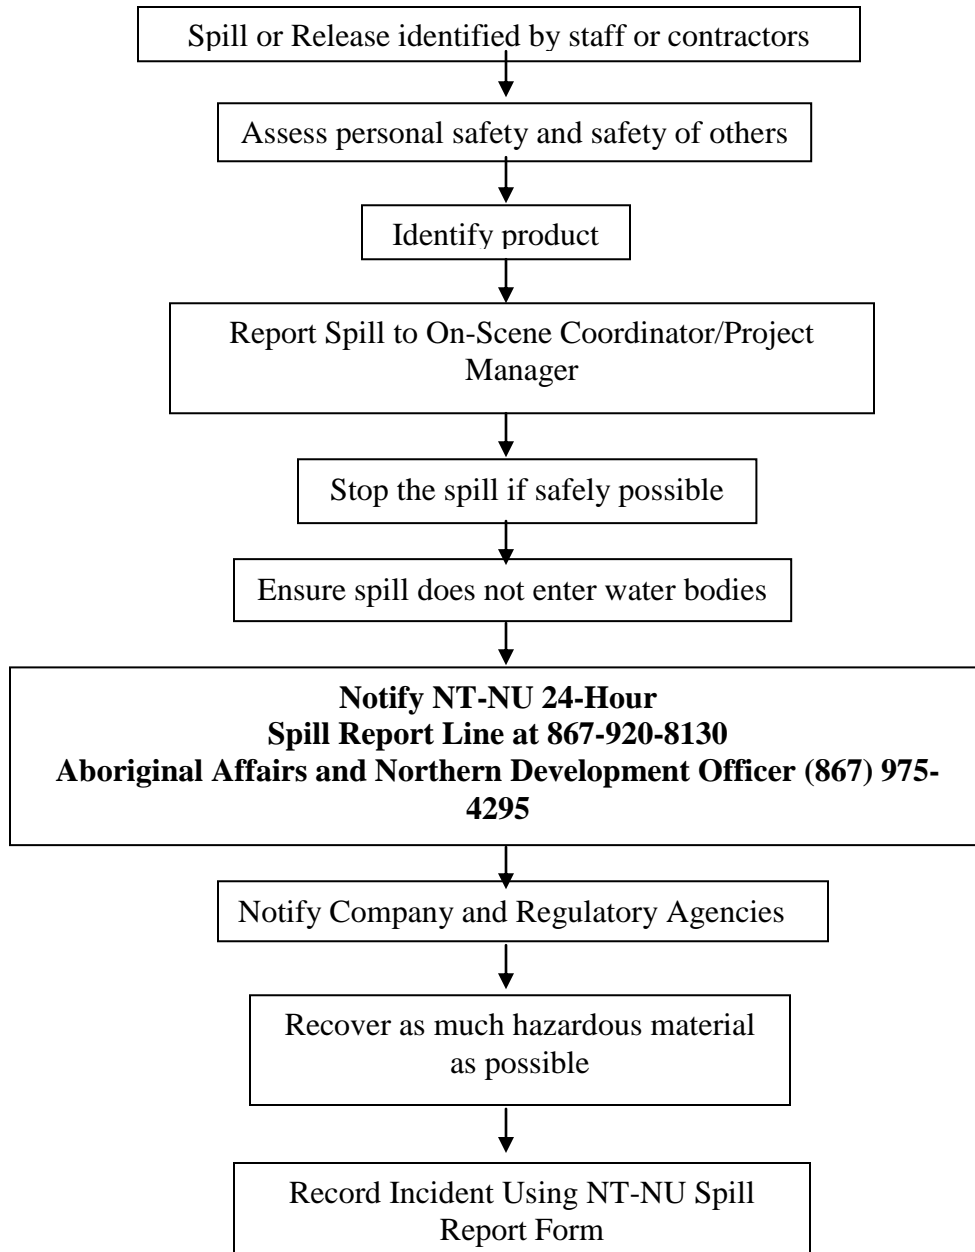 Spill or Release identified by staff or contractors
Assess personal safety and safety of others
Identify product
Report Spill to On-Scene Coordinator/Project
Manager
Stop the spill if safely possible
Ensure spill does not enter water bodies
Notify NT-NU 24-Hour
Spill Report Line at 867-920-8130
Aboriginal Affairs and Northern Development Officer (867) 975-
4295
Notify Company and Regulatory Agencies
Recover as much hazardous material
as possible
Record Incident Using NT-NU Spill
Report Form